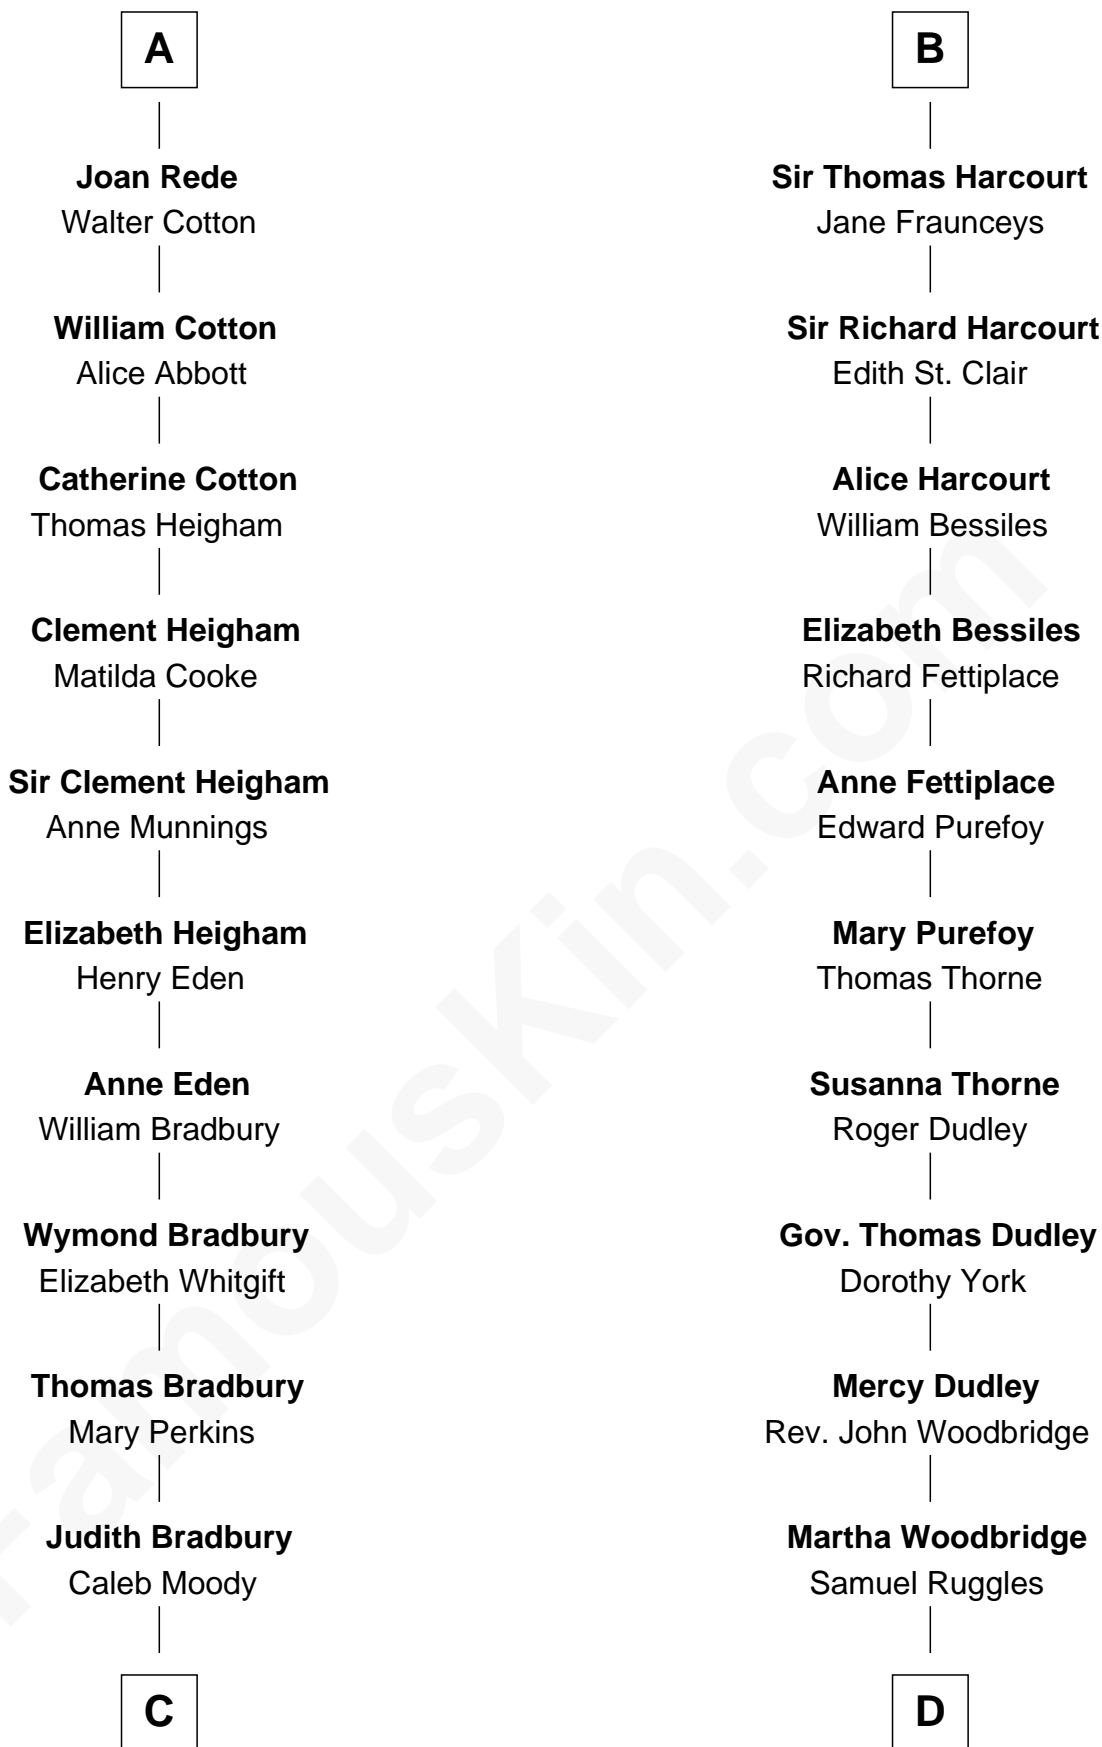 A
Joan Rede
Walter Cotton
William Cotton
Alice Abbott
Catherine Cotton
Thomas Heigham
Clement Heigham
Matilda Cooke
Sir Clement Heigham
Anne Munnings
Elizabeth Heigham
Henry Eden
Anne Eden
William Bradbury
Wymond Bradbury
Elizabeth Whitgift
Thomas Bradbury
Mary Perkins
Judith Bradbury
Caleb Moody
C
B
Sir Thomas Harcourt
Jane Fraunceys
Sir Richard Harcourt
Edith St. Clair
Alice Harcourt
William Bessiles
Elizabeth Bessiles
Richard Fettiplace
Anne Fettiplace
Edward Purefoy
Mary Purefoy
Thomas Thorne
Susanna Thorne
Roger Dudley
Gov. Thomas Dudley
Dorothy York
Mercy Dudley
Rev. John Woodbridge
Martha Woodbridge
Samuel Ruggles
D
FamousKin.com